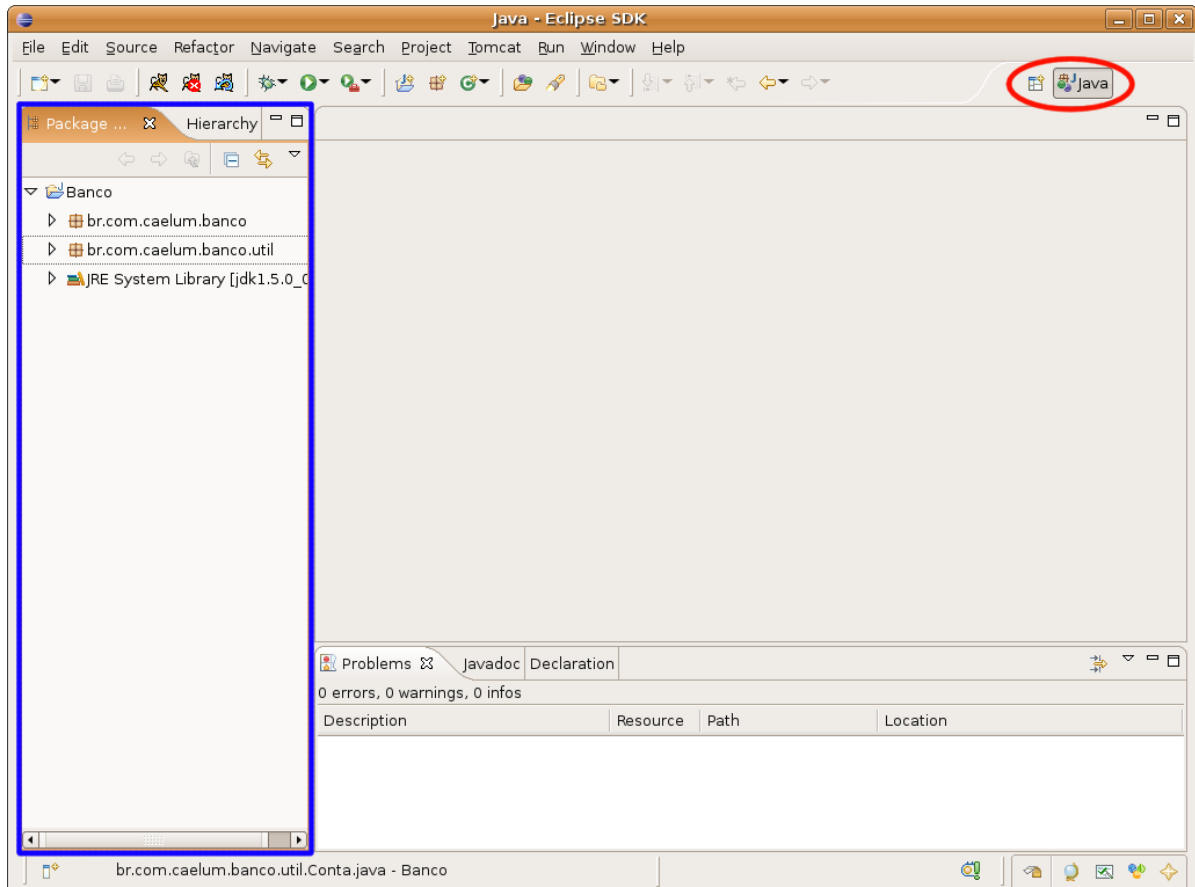 Java - Eclipse SDK
File Edit Source Refactor Navigate Search Project Tomcat Run Window Help
Java
Package ... Hierarchy
Banco
br.com.caelum.banco
br.com.caelum.banco.util
JRE System Library [jdk1.5.0_0
Problems Javadoc Declaration
0 errors, 0 warnings, 0 infos
Description Resource Path Location
br.com.caelum.banco.util.Conta.java - Banco